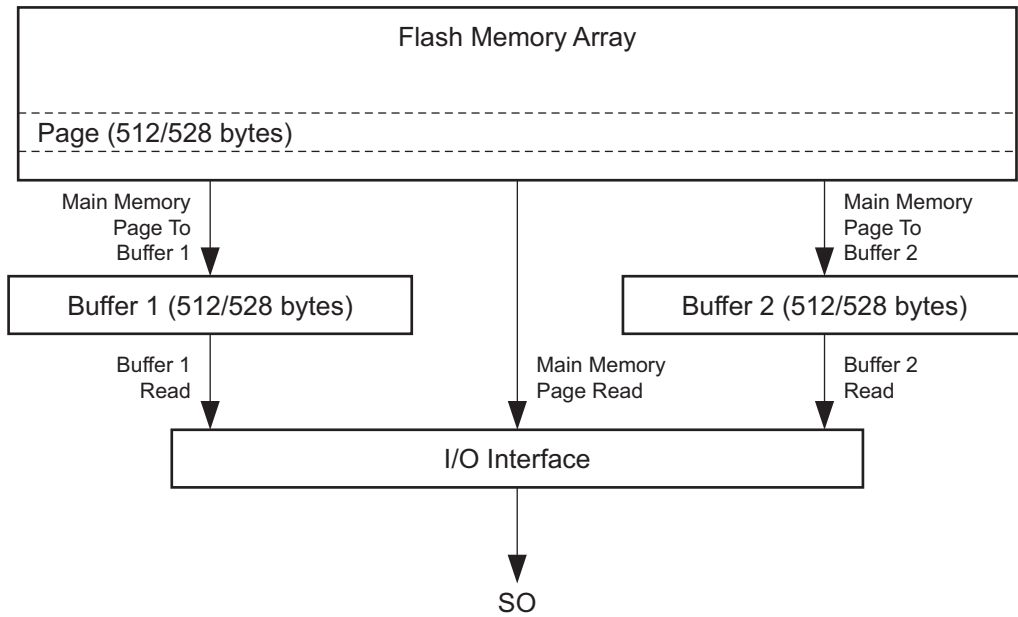 Flash Memory Array
Page (512/528 bytes)
Main Memory
Page To
Buffer 1
Main Memory
Page To
Buffer 2
Buffer 1 (512/528 bytes)
Buffer 2 (512/528 bytes)
Buffer 1
Read
Main Memory
Page Read
Buffer 2
Read
I/O Interface
SO